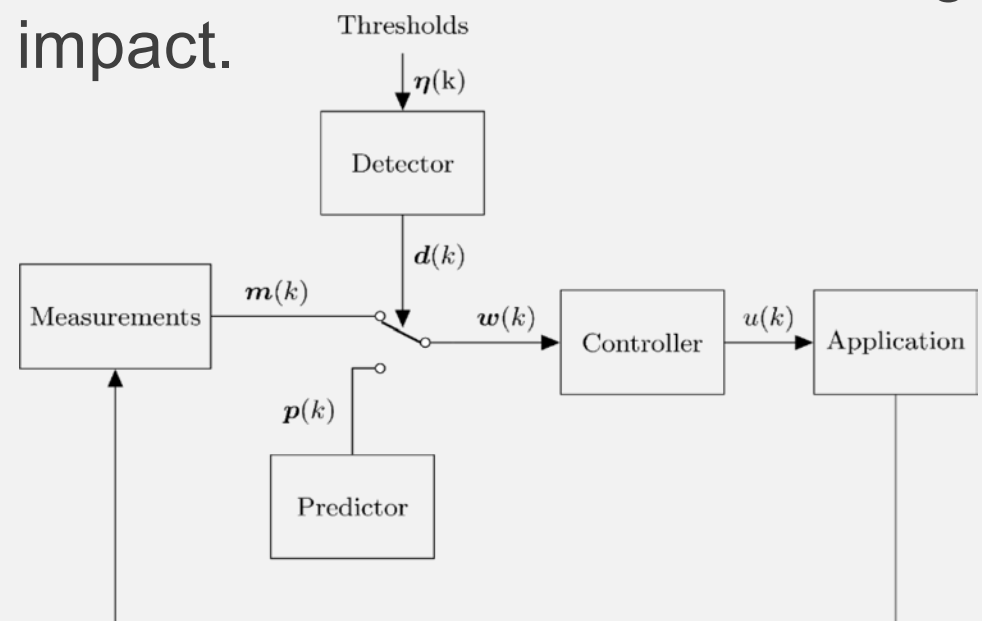 impact.
Thresholds
η(k)
Detector
d(k)
Measurements
m(k)
w(k)
Controller
u(k)
Application
p(k)
Predictor